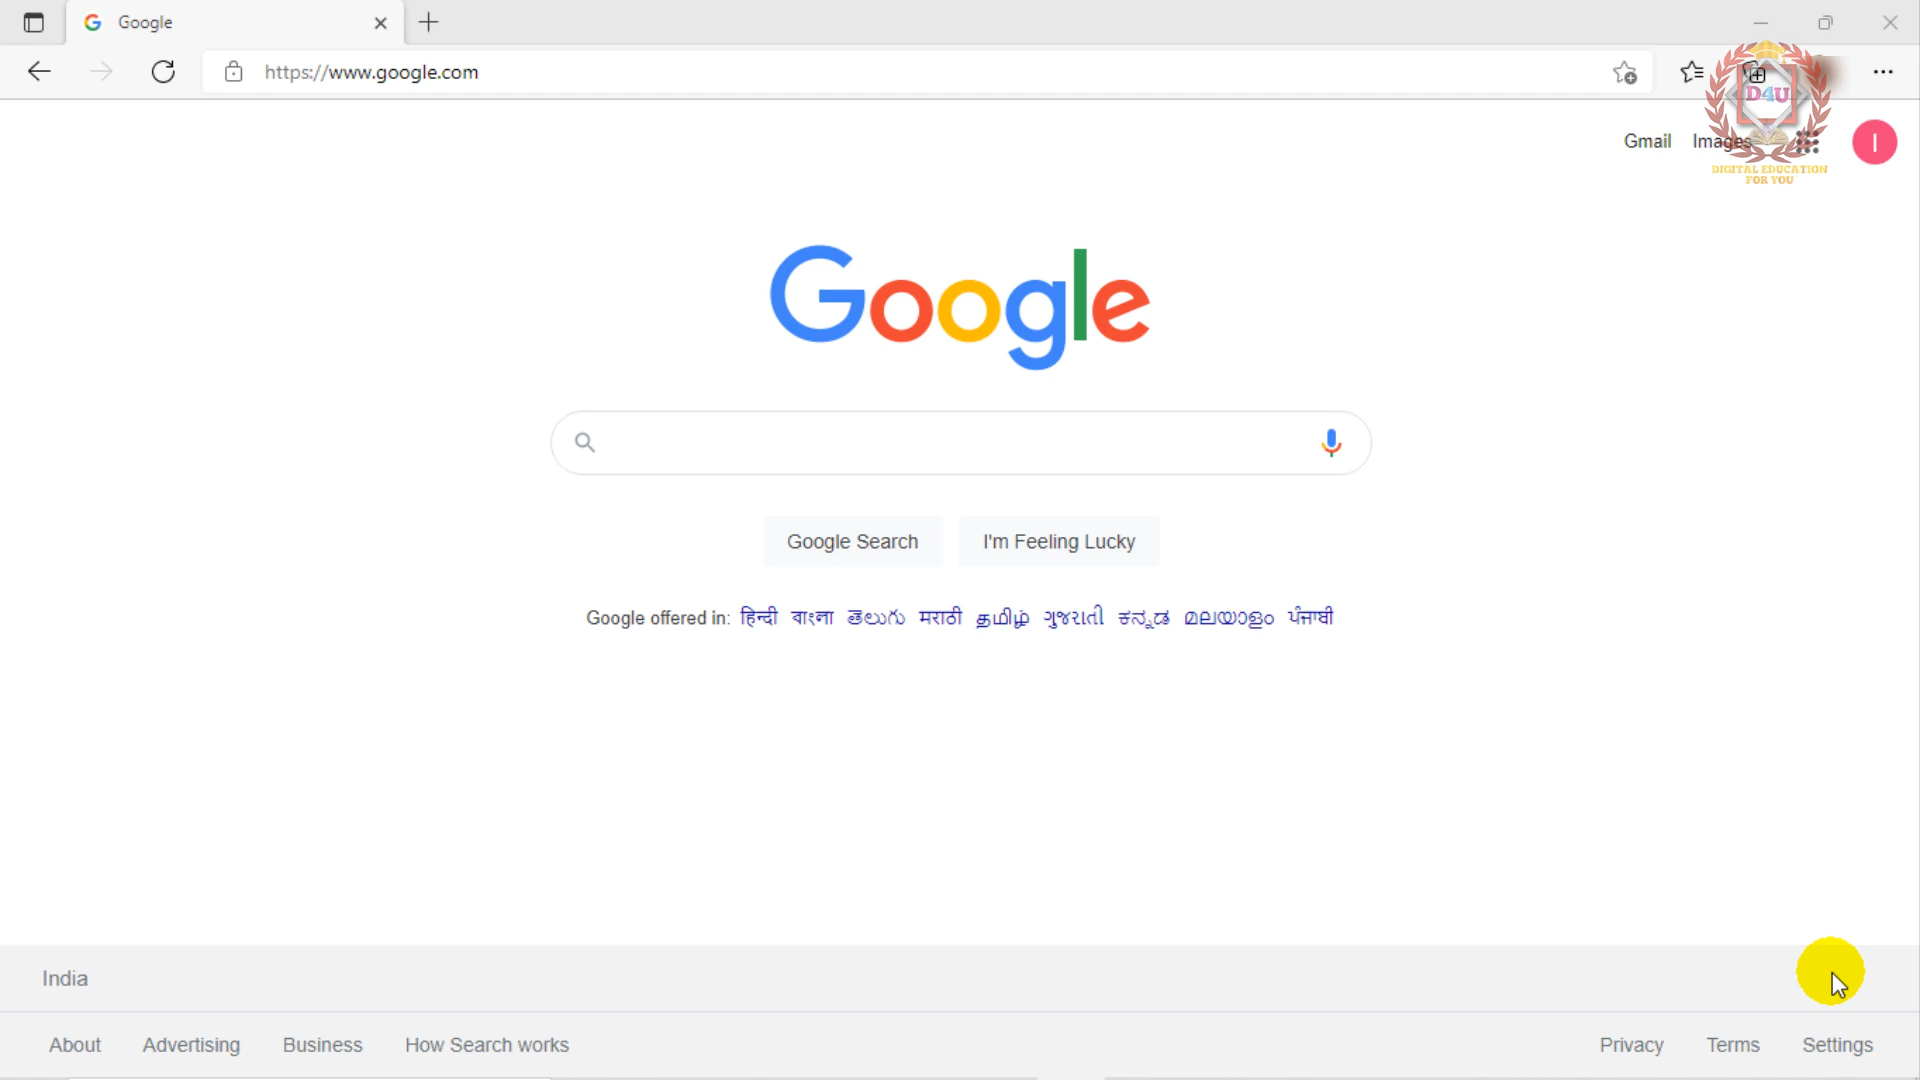 Google
https://www.google.com
D4U
DIGITAL EDUCATION
FOR YOU
Gmail Images
I
Google
Google Search I'm Feeling Lucky
Google offered in: हिन्दी বাংলা తెలుగు मराठी தமிழ் ગુજરાતી ಕನ್ನಡ മലയാളം ਪੰਜਾਬੀ
India
About Advertising Business How Search works Privacy Terms Settings